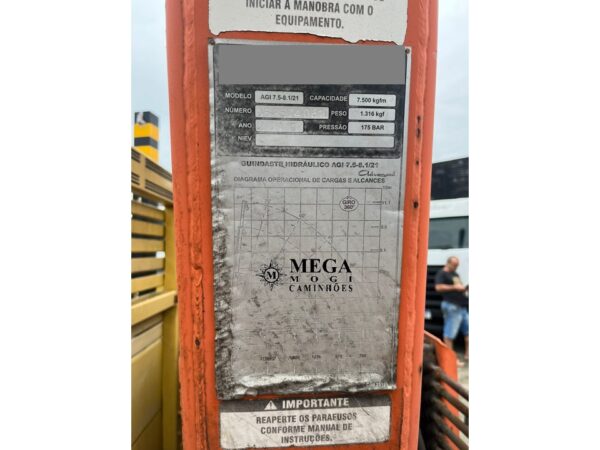 INICIAR A MANOBRA COM O
EQUIPAMENTO.
MODELO AGI 7.5-8.1/21 CAPACIDADE 7.500 kgfm
NÚMERO PESO 1.316 kgf
ANO PRESSÃO 175 BAR
NIEV
GUINDASTE HIDRÁULICO AGI-7.5-8.1/21
DIAGRAMA OPERACIONAL DE CARGAS E ALCANCES
GIRO
360°
M
MEGA
MOGI
CAMINHÕES
IMPORTANTE
REAPERTE OS PARAFUSOS
CONFORME MANUAL DE
INSTRUÇÕES.